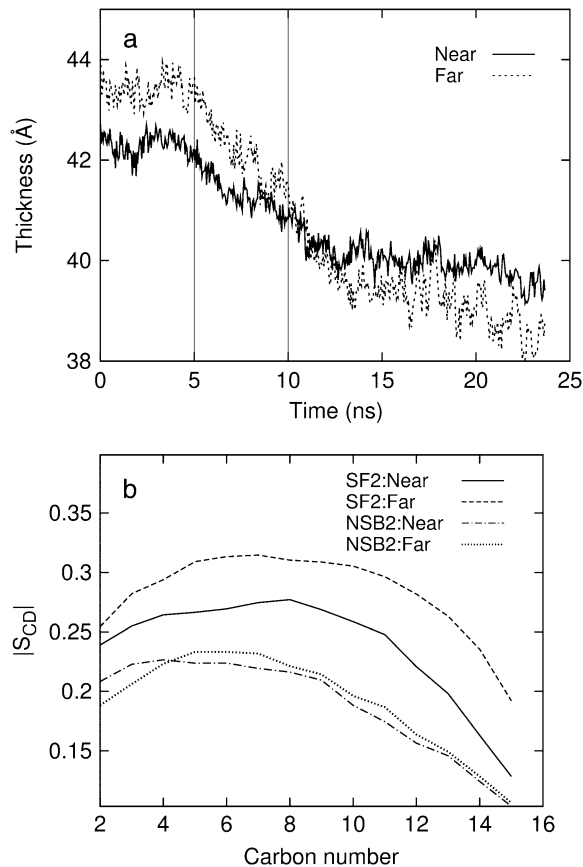 a
Near
Far
44
42
40
38
Thickness (Å)
0 5 10 15 20 25
Time (ns)
b
SF2:Near
SF2:Far
NSB2:Near
NSB2:Far
0.35
0.3
0.25
0.2
0.15
|SCD|
2 4 6 8 10 12 14 16
Carbon number